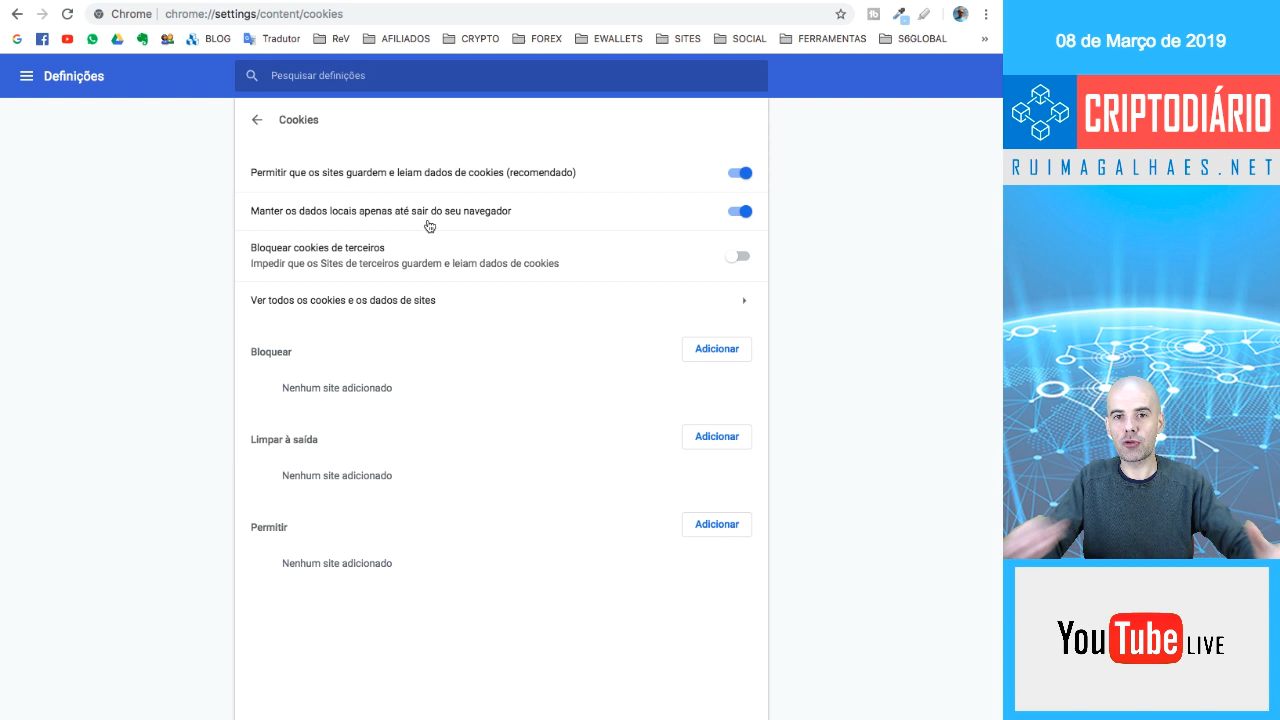 Chrome | chrome://settings/content/cookies
BLOG Tradutor ReV AFILIADOS CRYPTO FOREX EWALLETS SITES SOCIAL FERRAMENTAS S6GLOBAL »
Definições
Pesquisar definições
Cookies
Permitir que os sites guardem e leiam dados de cookies (recomendado)
Manter os dados locais apenas até sair do seu navegador
Bloquear cookies de terceiros
Impedir que os Sites de terceiros guardem e leiam dados de cookies
Ver todos os cookies e os dados de sites
Bloquear
Adicionar
Nenhum site adicionado
Limpar à saída
Adicionar
Nenhum site adicionado
Permitir
Adicionar
Nenhum site adicionado
08 de Março de 2019
CRIPTODIÁRIO
RUIMAGALHAES.NET
YouTube LIVE